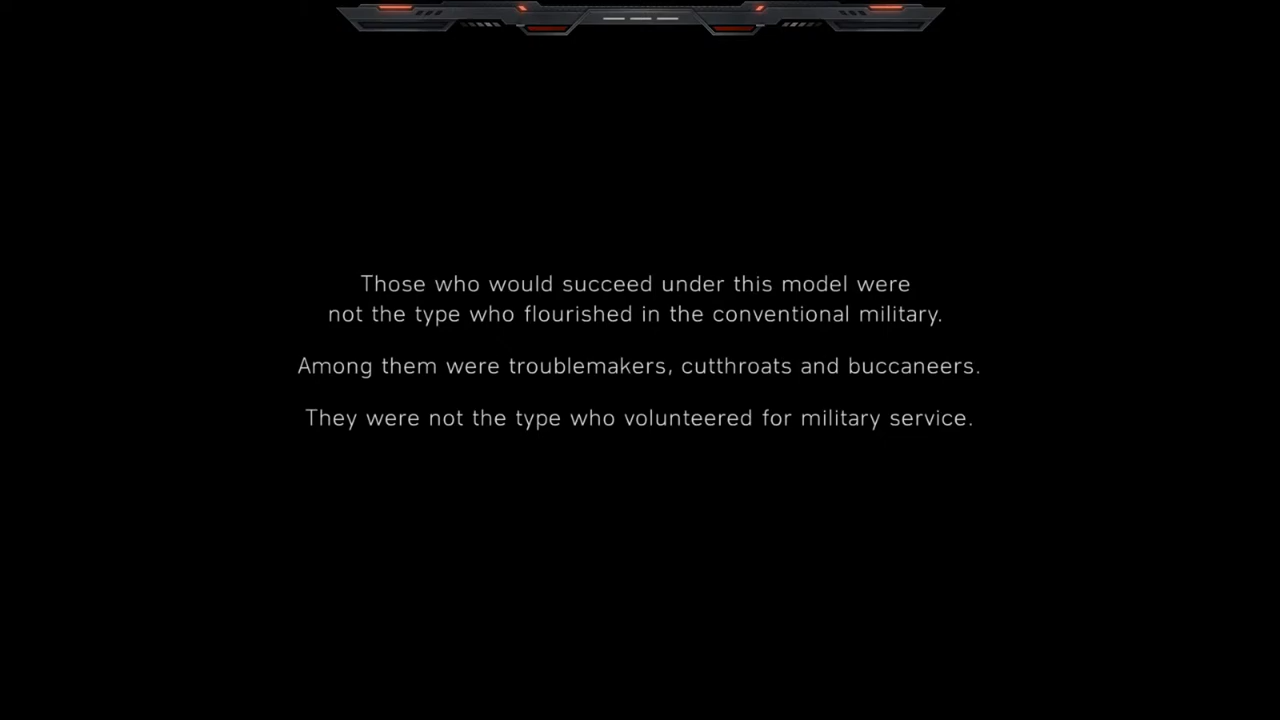 Those who would succeed under this model were
not the type who flourished in the conventional military.
Among them were troublemakers, cutthroats and buccaneers.
They were not the type who volunteered for military service.